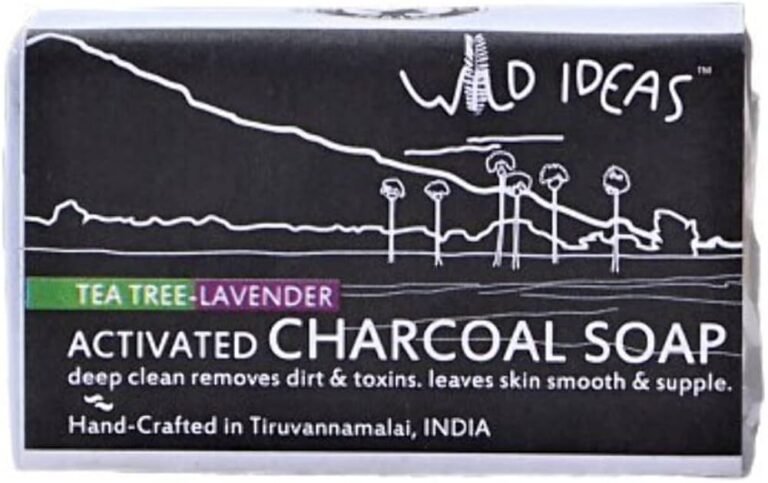 WILD IDEAS™
TEA TREE-LAVENDER
ACTIVATED CHARCOAL SOAP
deep clean removes dirt & toxins. leaves skin smooth & supple.
Hand-Crafted in Tiruvannamalai, INDIA